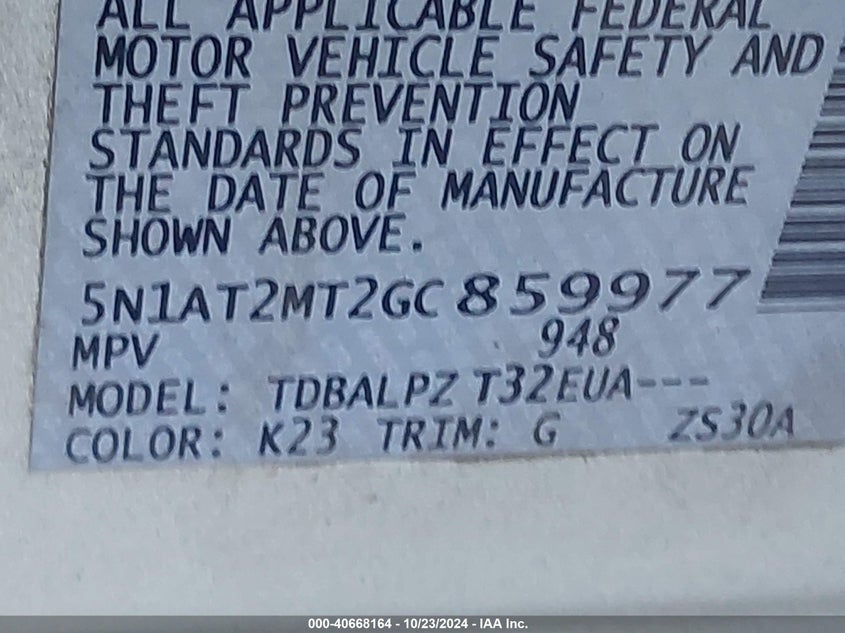 ALL APPLICABLE FEDERAL
MOTOR VEHICLE SAFETY AND
THEFT PREVENTION
STANDARDS IN EFFECT ON
THE DATE OF MANUFACTURE
SHOWN ABOVE.
5N1AT2MT2GC859977
MPV 948
MODEL: TDBALPZ T32EUA---
COLOR: K23 TRIM: G ZS30A
000-40668164 - 10/23/2024 - IAA Inc.